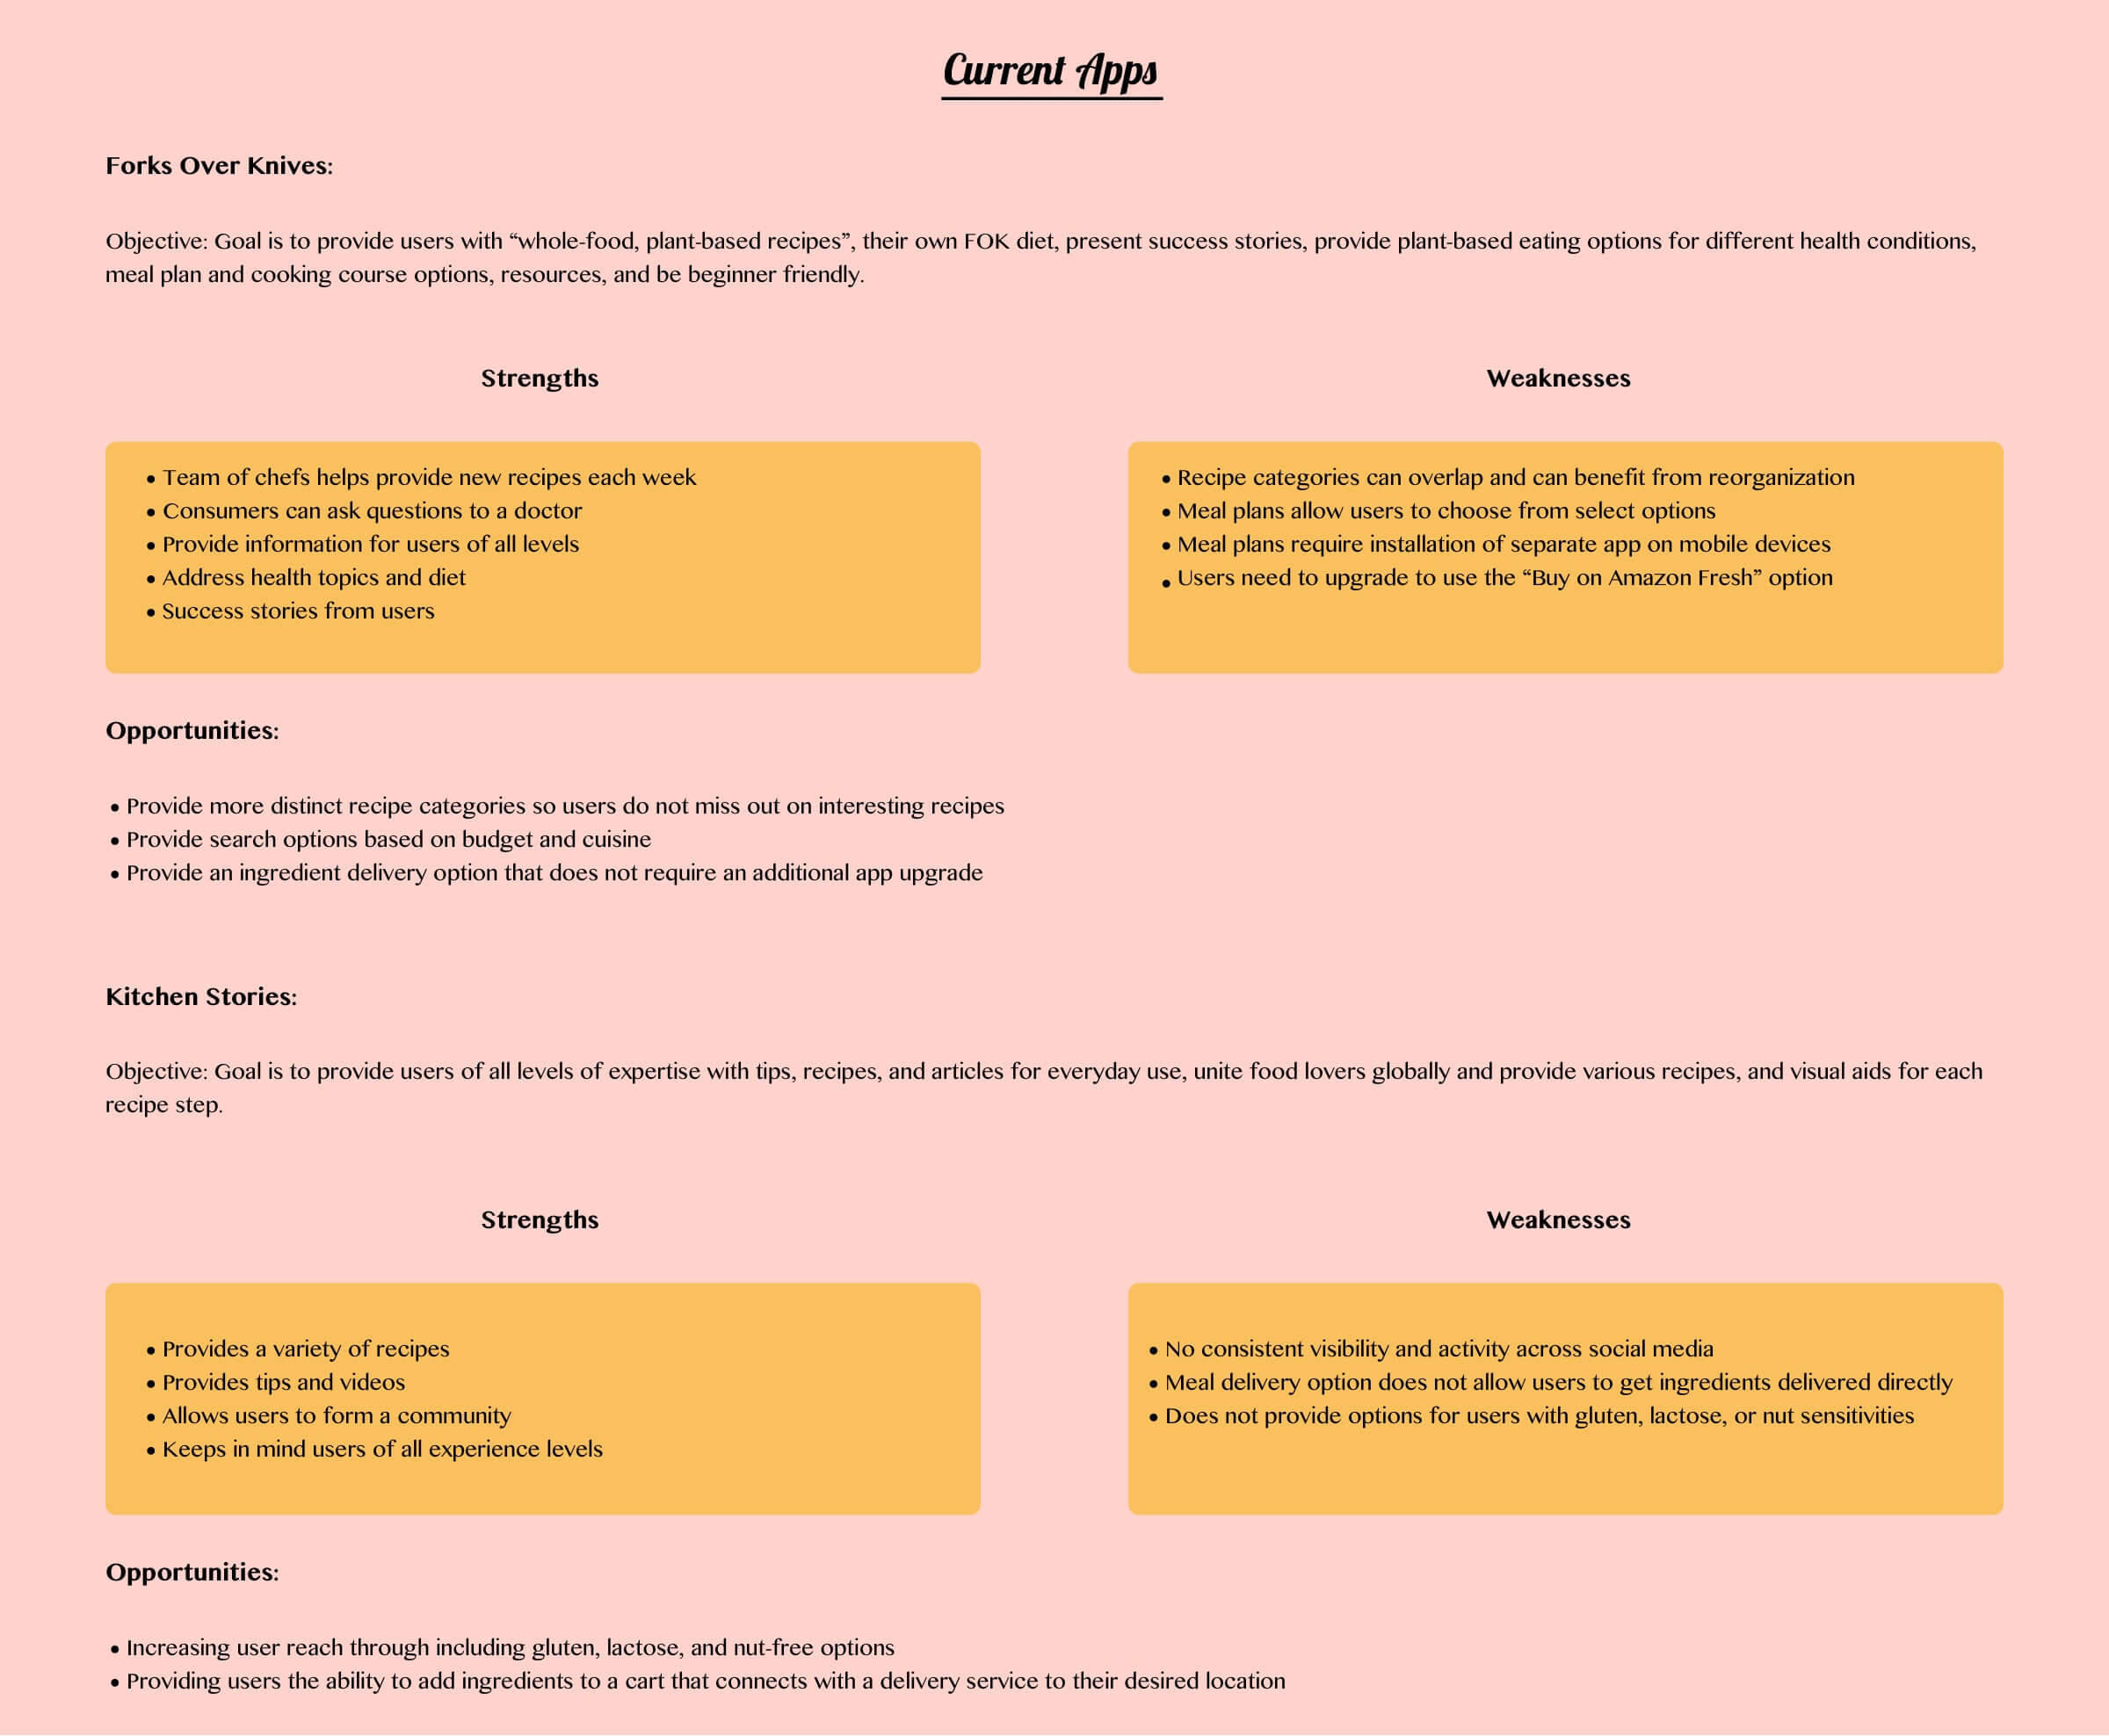 Current Apps
Forks Over Knives:
Objective: Goal is to provide users with “whole-food, plant-based recipes”, their own FOK diet, present success stories, provide plant-based eating options for different health conditions,
meal plan and cooking course options, resources, and be beginner friendly.
Strengths
• Team of chefs helps provide new recipes each week
• Consumers can ask questions to a doctor
• Provide information for users of all levels
• Address health topics and diet
• Success stories from users
Weaknesses
• Recipe categories can overlap and can benefit from reorganization
• Meal plans allow users to choose from select options
• Meal plans require installation of separate app on mobile devices
• Users need to upgrade to use the “Buy on Amazon Fresh” option
Opportunities:
• Provide more distinct recipe categories so users do not miss out on interesting recipes
• Provide search options based on budget and cuisine
• Provide an ingredient delivery option that does not require an additional app upgrade
Kitchen Stories:
Objective: Goal is to provide users of all levels of expertise with tips, recipes, and articles for everyday use, unite food lovers globally and provide various recipes, and visual aids for each
recipe step.
Strengths
• Provides a variety of recipes
• Provides tips and videos
• Allows users to form a community
• Keeps in mind users of all experience levels
Weaknesses
• No consistent visibility and activity across social media
• Meal delivery option does not allow users to get ingredients delivered directly
• Does not provide options for users with gluten, lactose, or nut sensitivities
Opportunities:
• Increasing user reach through including gluten, lactose, and nut-free options
• Providing users the ability to add ingredients to a cart that connects with a delivery service to their desired location